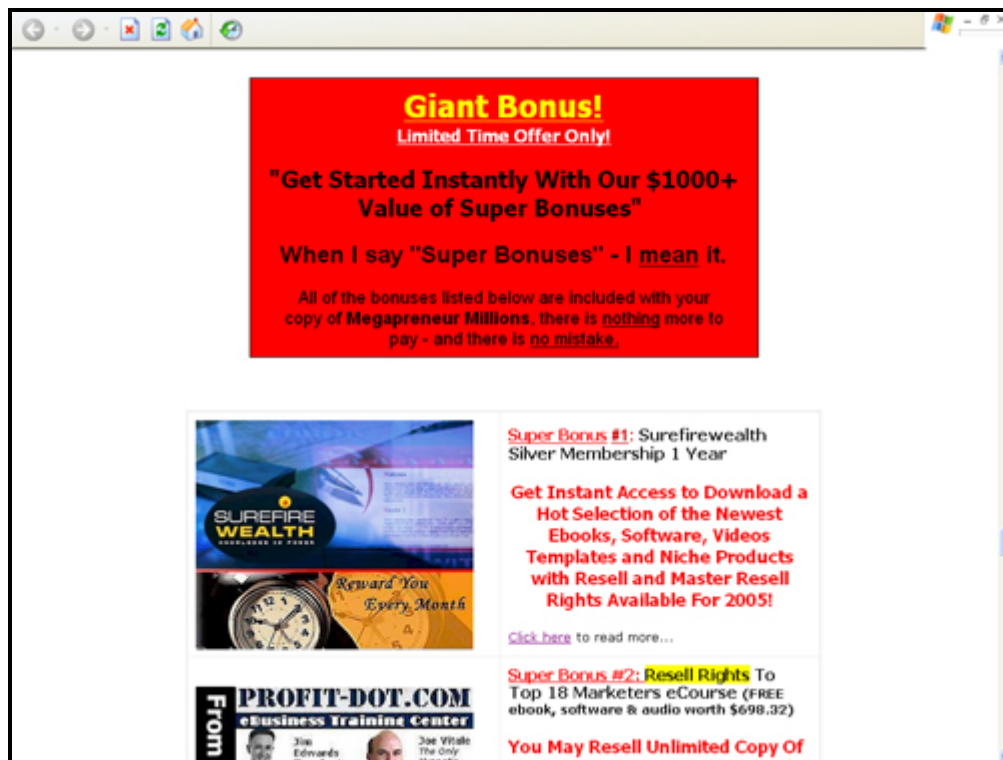 Giant Bonus!
Limited Time Offer Only!
"Get Started Instantly With Our $1000+
Value of Super Bonuses"
When I say "Super Bonuses" - I mean it.
All of the bonuses listed below are included with your
copy of Megapreneur Millions, there is nothing more to
pay - and there is no mistake.
SUREFIRE
WEALTH
KNOWLEDGE IS POWER
Reward You
Every Month
Super Bonus #1: Surefirewealth
Silver Membership 1 Year
Get Instant Access to Download a
Hot Selection of the Newest
Ebooks, Software, Videos
Templates and Niche Products
with Resell and Master Resell
Rights Available For 2005!
Click here to read more...
From
PROFIT-DOT.COM
eBusiness Training Center
Jim
Edwards
Joe Vitale
The Only
Super Bonus #2: Resell Rights To
Top 18 Marketers eCourse (FREE
ebook, software & audio worth $698.32)
You May Resell Unlimited Copy Of